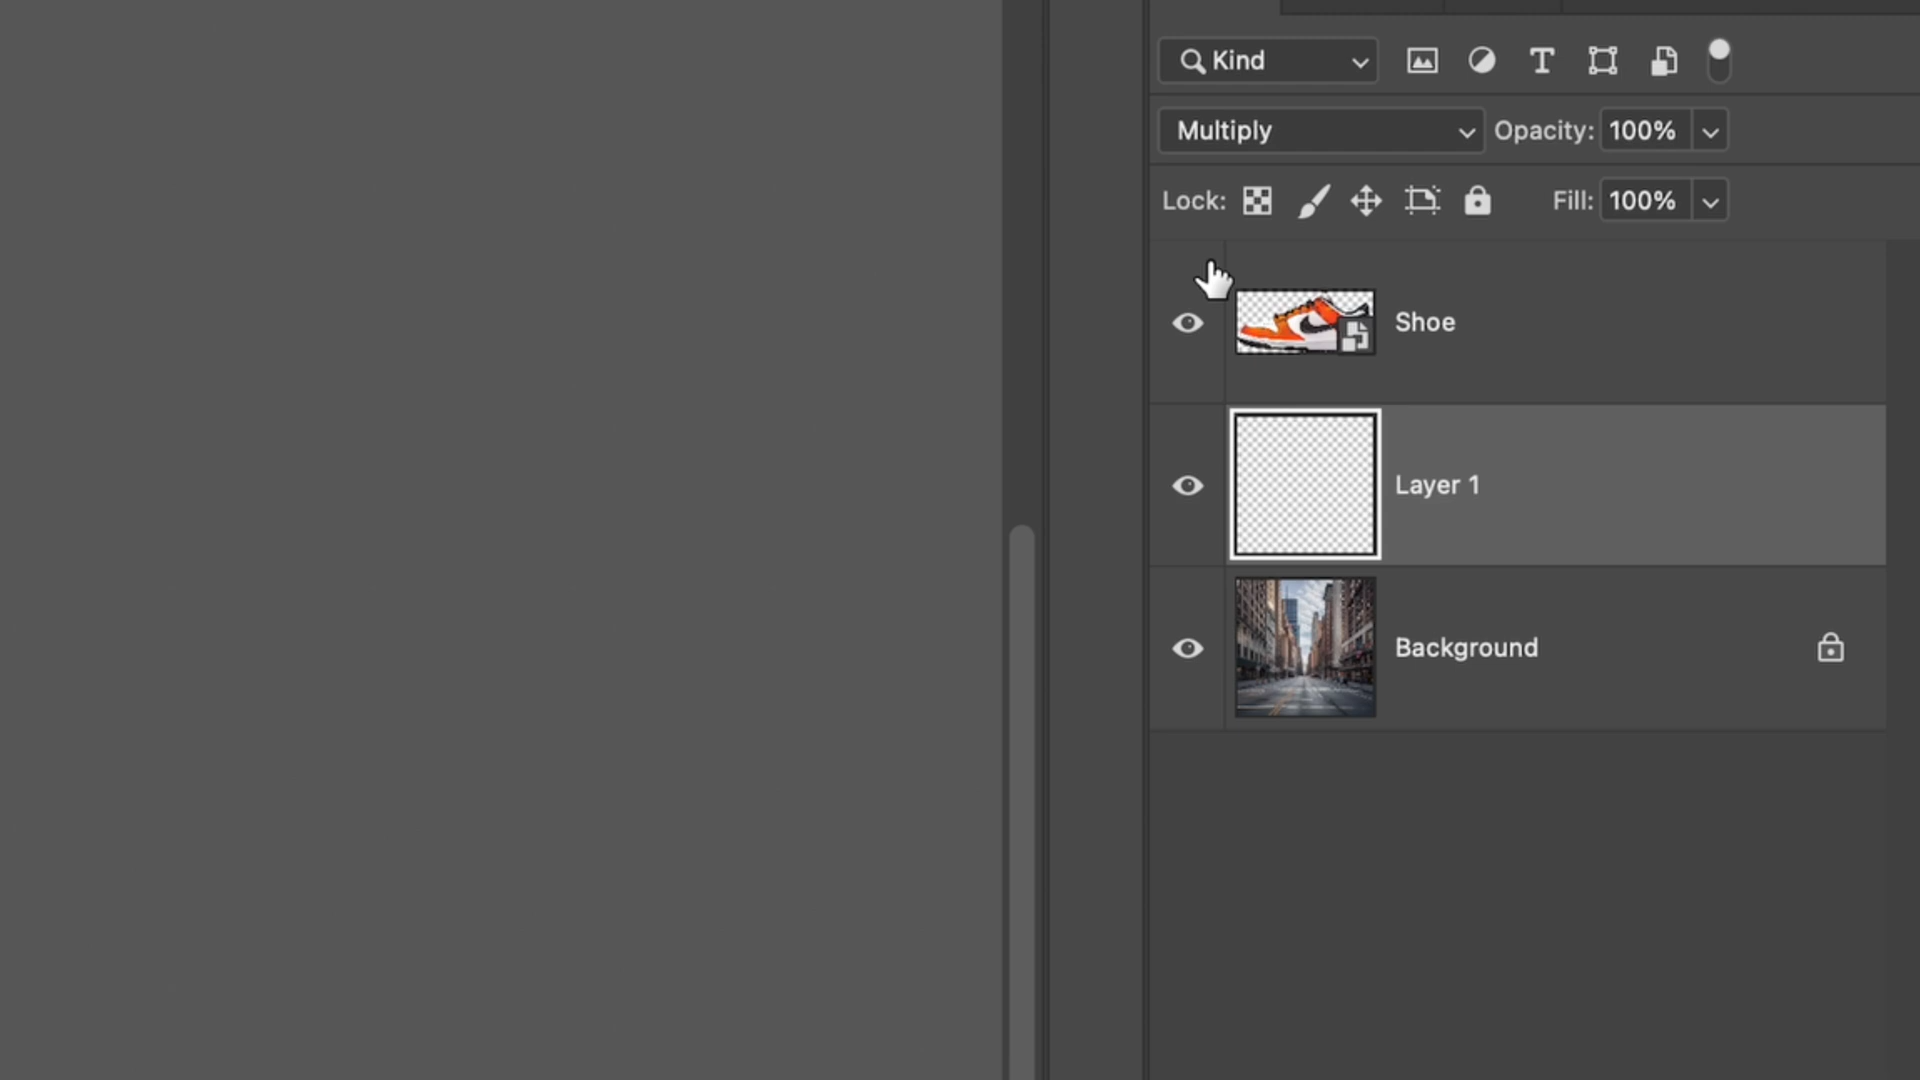 Kind
Multiply
Opacity: 100%
Lock:
Fill: 100%
Shoe
Layer 1
Background